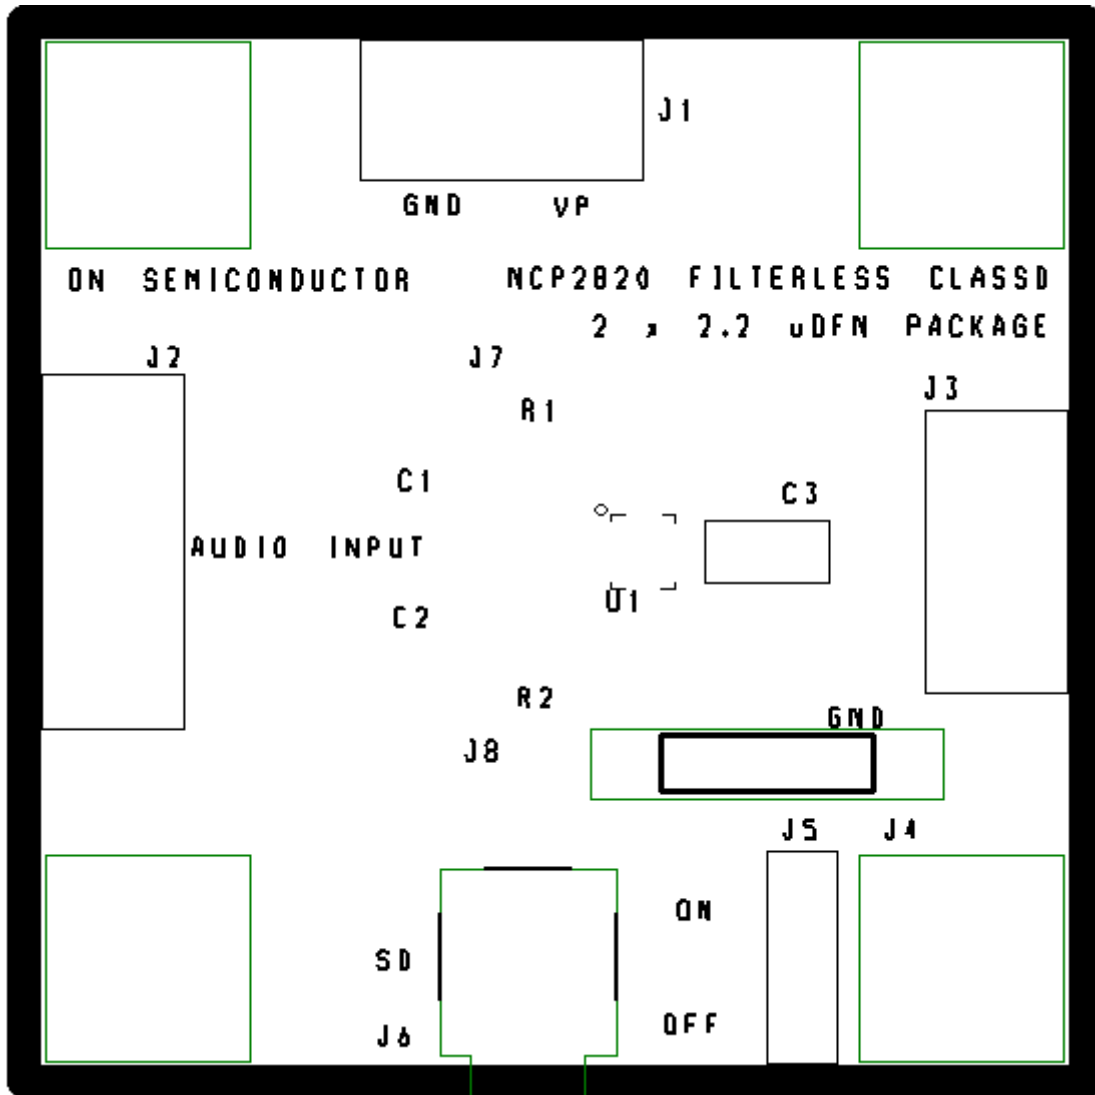 J1
GND VP
ON SEMICONDUCTOR NCP2820 FILTERLESS CLASSD
2 x 2.2 uDFN PACKAGE
J2 J7
J3
R1
C1
C3
AUDIO INPUT
U1
C2
R2
GND
J8
J5 J4
ON
SD
OFF
J6